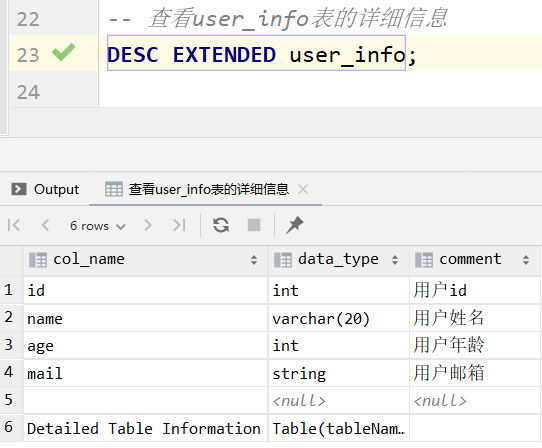 22 -- 查看user_info表的详细信息
23 DESC EXTENDED user_info;
24
Output 查看user_info表的详细信息
6 rows
col_name data_type comment
1 id int 用户id
2 name varchar(20) 用户姓名
3 age int 用户年龄
4 mail string 用户邮箱
5 <null> <null>
6 Detailed Table Information Table(tableNam…